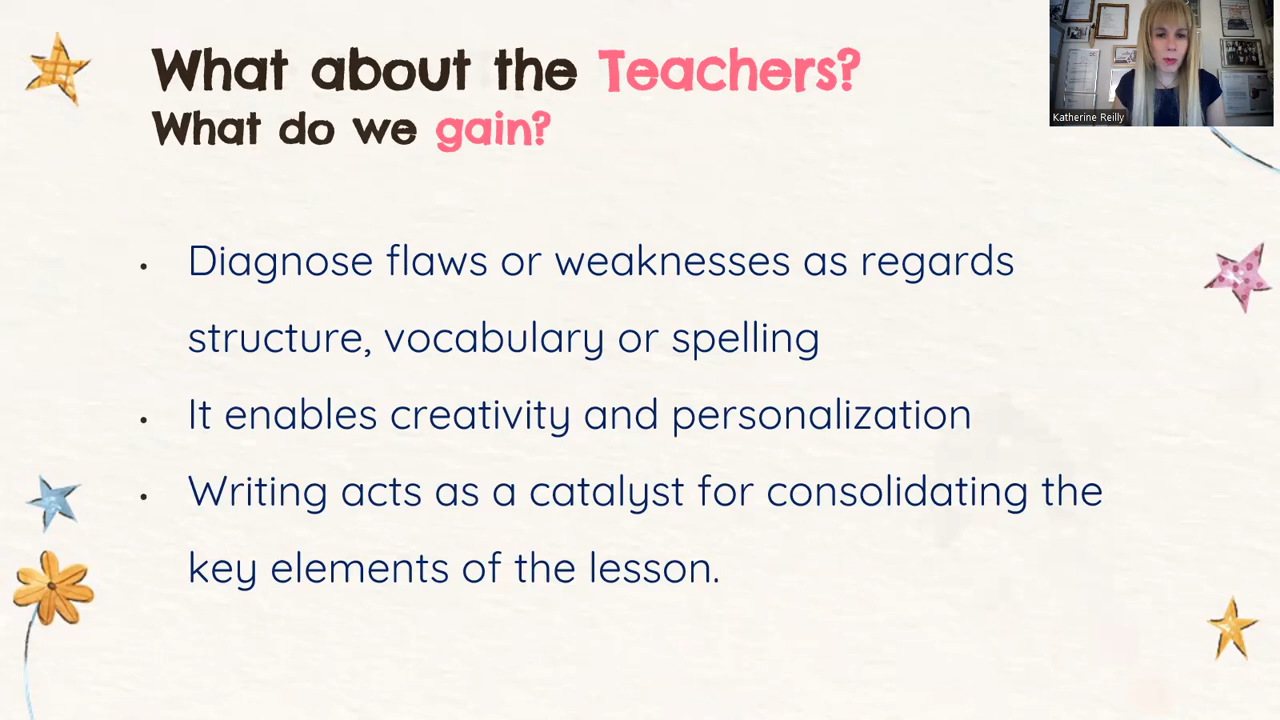 What about the Teachers?
What do we gain?
Katherine Reilly
• Diagnose flaws or weaknesses as regards
structure, vocabulary or spelling
• It enables creativity and personalization
• Writing acts as a catalyst for consolidating the
key elements of the lesson.